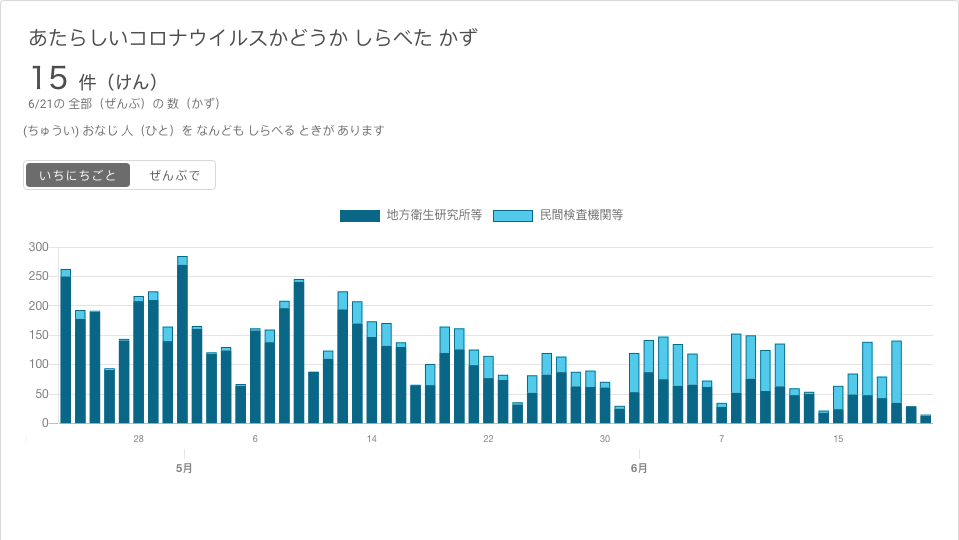 あたらしいコロナウイルスかどうか しらべた かず
15 件（けん）
6/21の 全部（ぜんぶ）の 数（かず）
(ちゅうい) おなじ 人（ひと）を なんども しらべる ときが あります
いちにちごと ぜんぶで
地方衛生研究所等 民間検査機関等
300
250
200
150
100
50
0
28 6 14 22 30 7 15
5月 6月